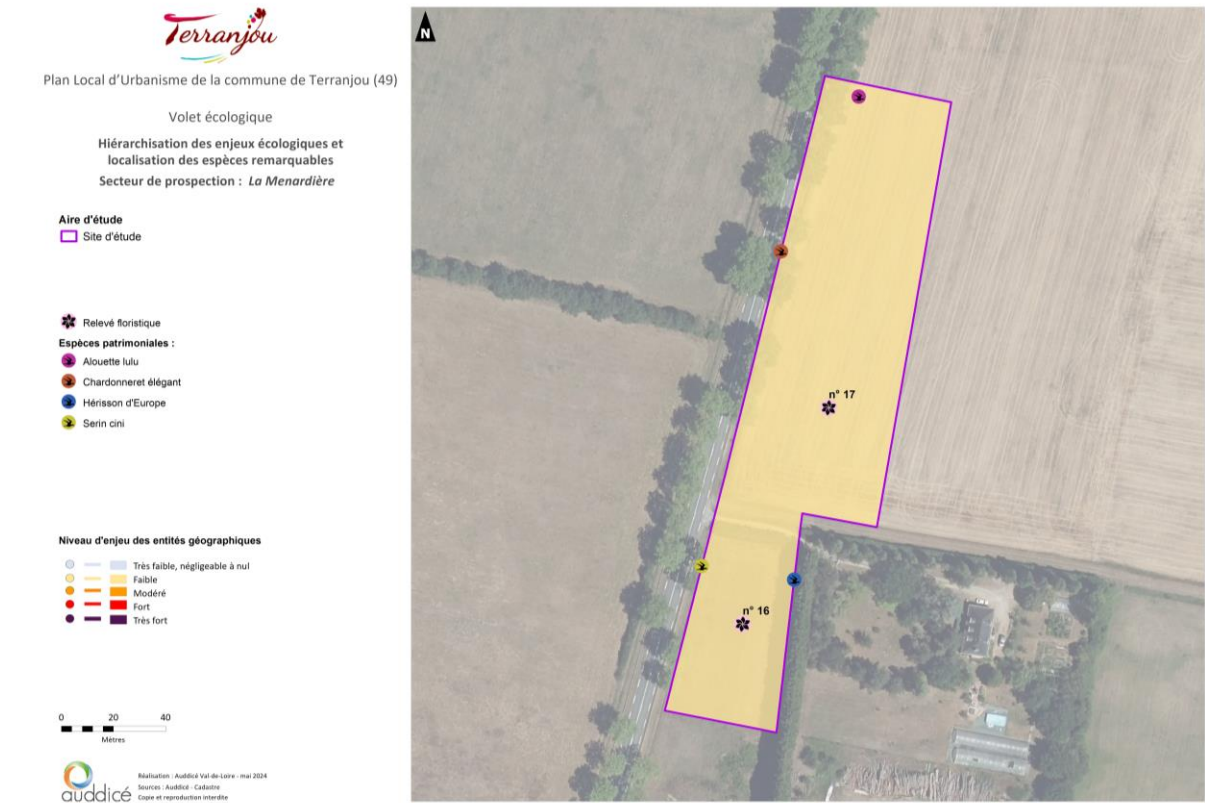 Terranjou
Plan Local d'Urbanisme de la commune de Terranjou (49)
Volet écologique
Hiérarchisation des enjeux écologiques et
localisation des espèces remarquables
Secteur de prospection : La Menardière
Aire d'étude
Site d'étude
Relevé floristique
Espèces patrimoniales :
Alouette lulu
Chardonneret élégant
Hérisson d'Europe
Serin cini
Niveau d'enjeu des entités géographiques
Très faible, négligeable à nul
Faible
Modéré
Fort
Très fort
0 20 40
Mètres
auddicé
Réalisation : Auddicé Val-de-Loire - mai 2024
Sources : Auddicé - Cadastre
Copie et reproduction interdite
N
n° 17
n° 16